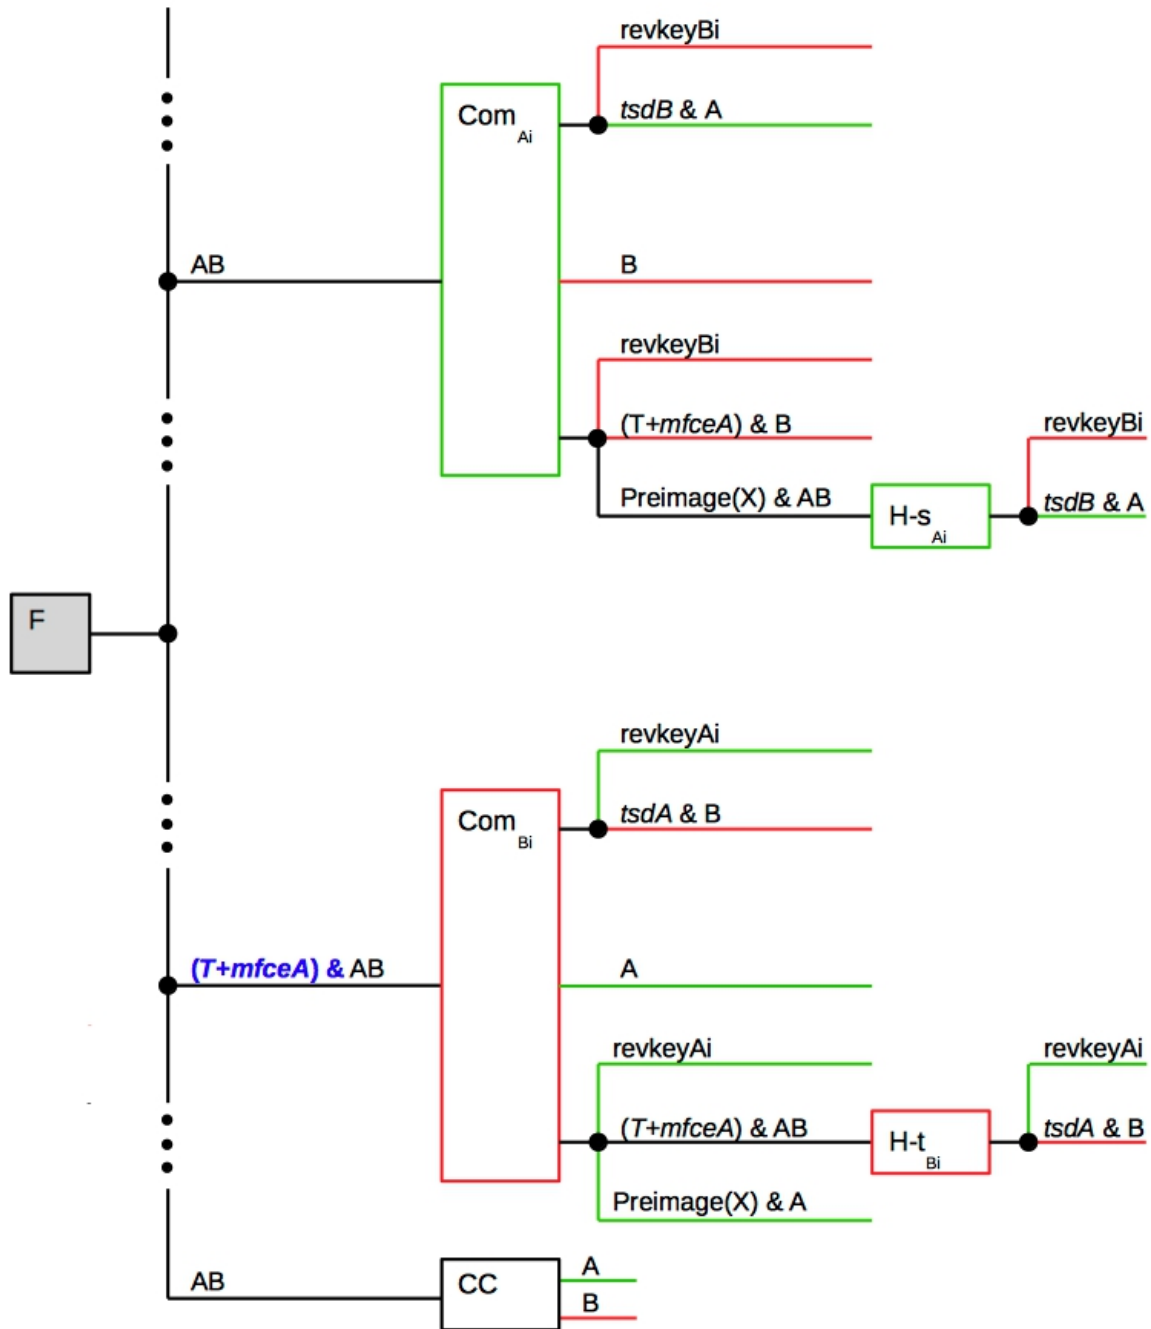 revkeyBi
Com Ai
tsdB & A
AB
B
revkeyBi
(T+mfceA) & B
revkeyBi
Preimage(X) & AB
H-s Ai
tsdB & A
F
revkeyAi
Com Bi
tsdA & B
(T+mfceA) & AB
A
revkeyAi
revkeyAi
(T+mfceA) & AB
H-t Bi
tsdA & B
Preimage(X) & A
AB
CC
A
B